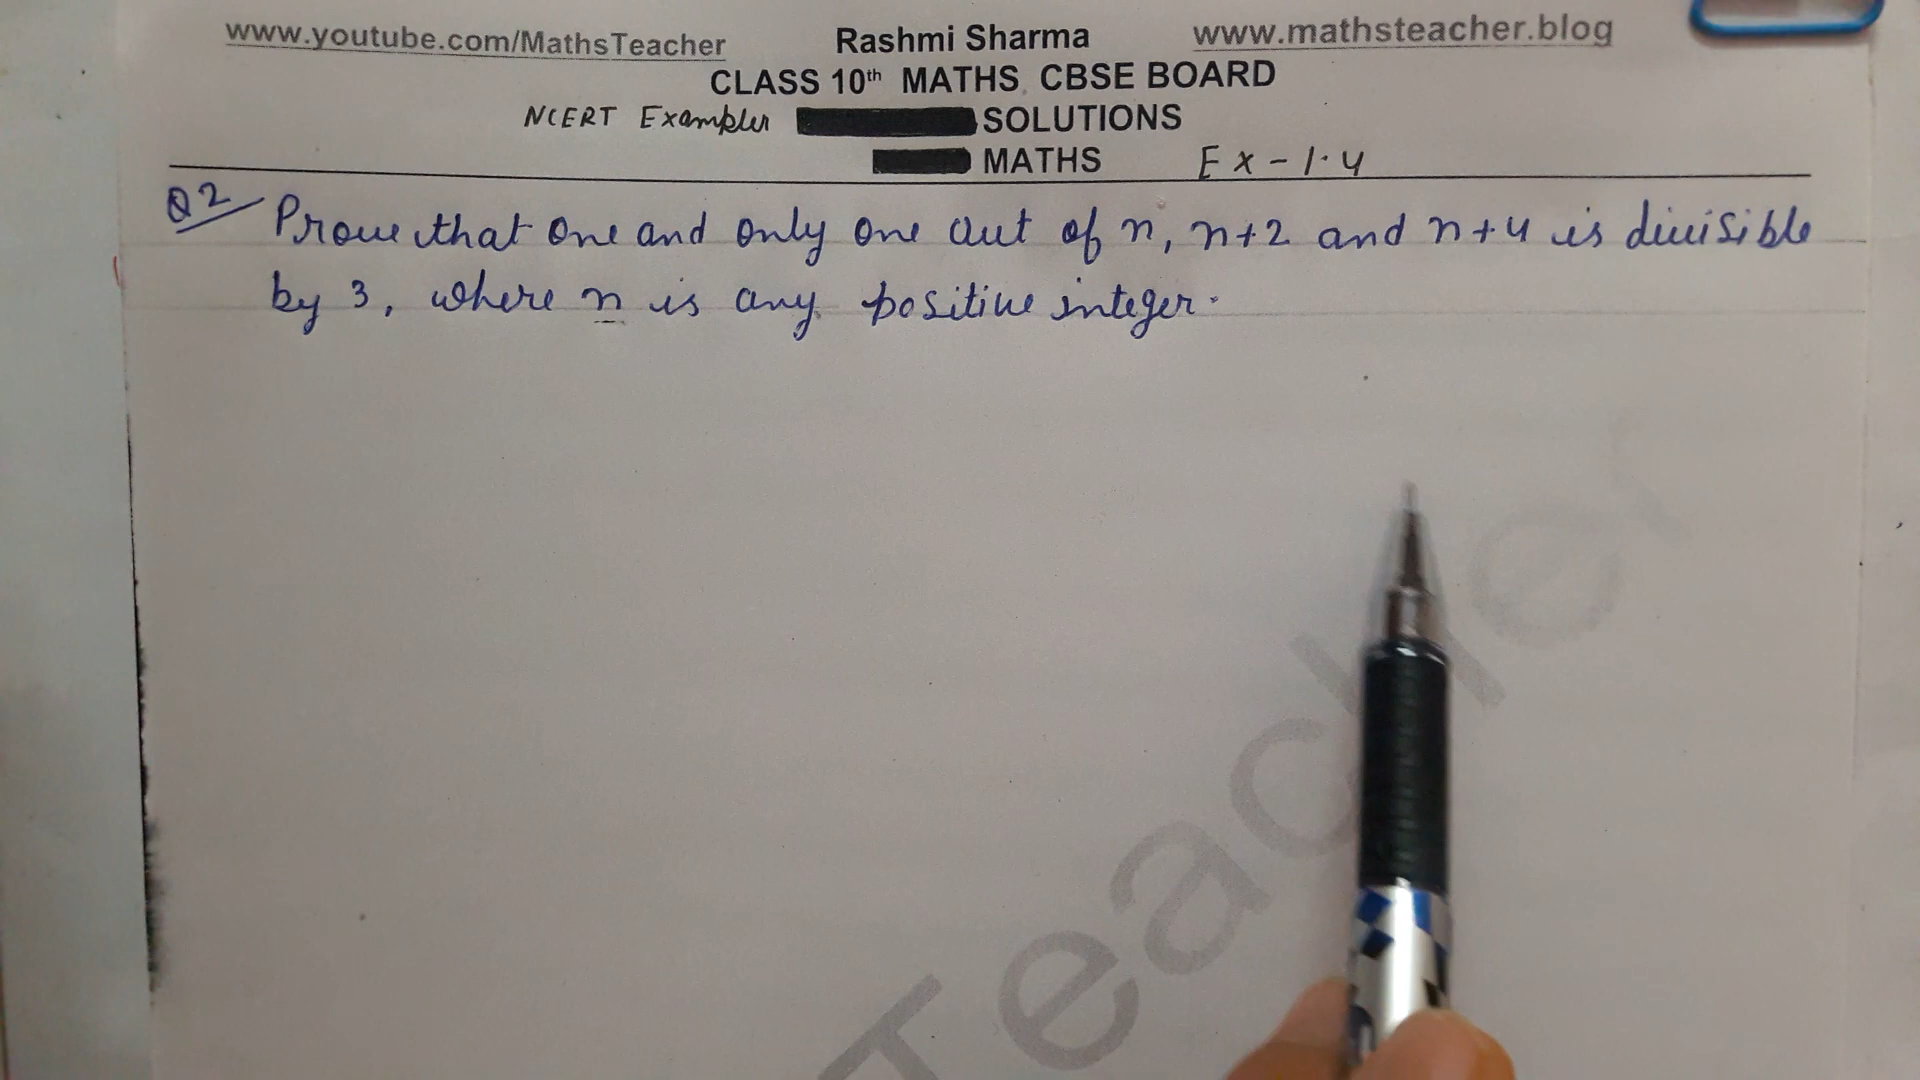 www.youtube.com/MathsTeacher Rashmi Sharma www.mathsteacher.blog
CLASS 10th MATHS CBSE BOARD
NCERT Exampler SOLUTIONS
MATHS Ex-1.4
Q2 Prove that one and only one out of n, n+2 and n+4 is divisible
by 3, where n is any positive integer.
Teacher